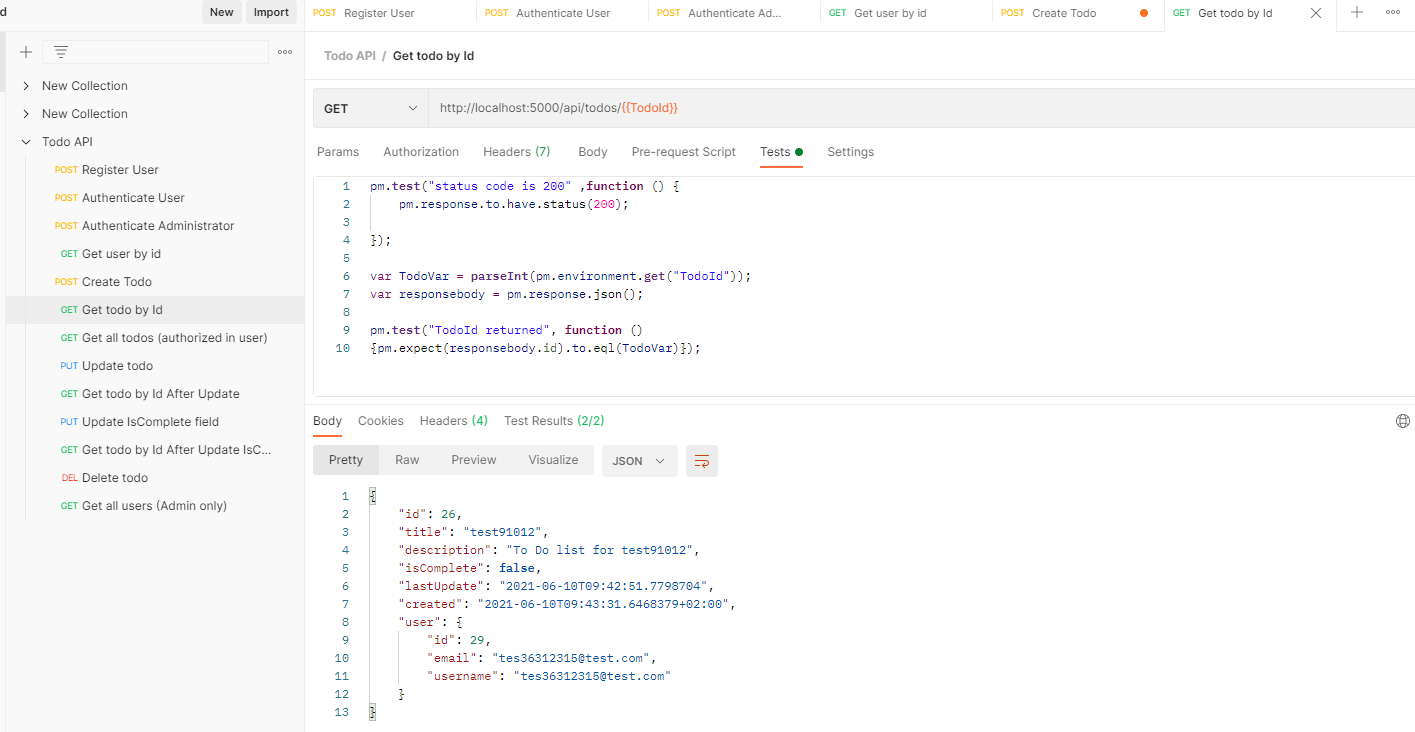 d
New Import
POST Register User
POST Authenticate User
POST Authenticate Ad...
GET Get user by id
POST Create Todo
GET Get todo by Id
New Collection
New Collection
Todo API
POST Register User
POST Authenticate User
POST Authenticate Administrator
GET Get user by id
POST Create Todo
GET Get todo by Id
GET Get all todos (authorized in user)
PUT Update todo
GET Get todo by Id After Update
PUT Update IsComplete field
GET Get todo by Id After Update IsC...
DEL Delete todo
GET Get all users (Admin only)
Todo API / Get todo by Id
GET http://localhost:5000/api/todos/{{TodoId}}
Params Authorization Headers (7) Body Pre-request Script Tests Settings
1 pm.test("status code is 200" ,function () {
2 pm.response.to.have.status(200);
3
4 });
5
6 var TodoVar = parseInt(pm.environment.get("TodoId"));
7 var responsebody = pm.response.json();
8
9 pm.test("TodoId returned", function ()
10 {pm.expect(responsebody.id).to.eql(TodoVar)});
Body Cookies Headers (4) Test Results (2/2)
Pretty Raw Preview Visualize JSON
1 {
2 "id": 26,
3 "title": "test91012",
4 "description": "To Do list for test91012",
5 "isComplete": false,
6 "lastUpdate": "2021-06-10T09:42:51.7798704",
7 "created": "2021-06-10T09:43:31.6468379+02:00",
8 "user": {
9 "id": 29,
10 "email": "tes36312315@test.com",
11 "username": "tes36312315@test.com"
12 }
13 }